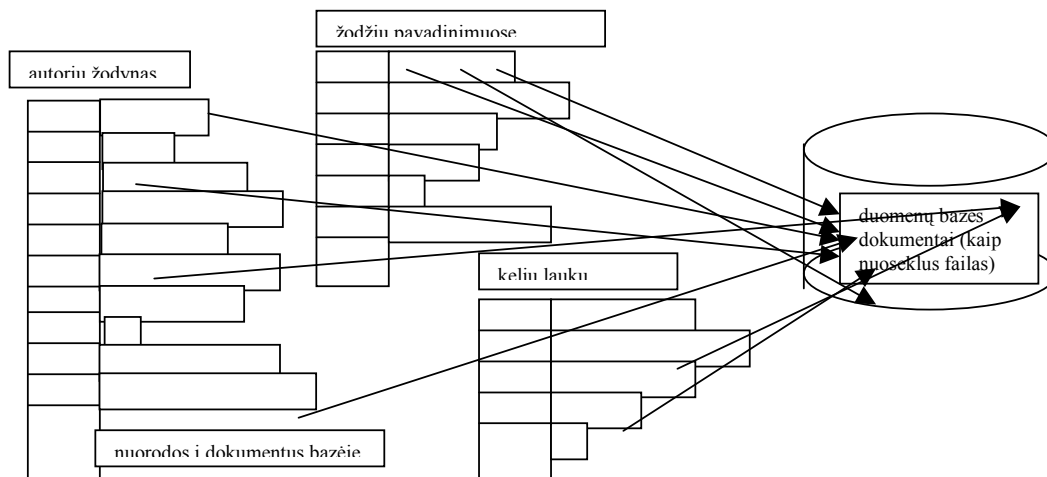 žodžių pavadinimuose
autorių žodynas
duomenų bazės
dokumentai (kaip
nuoseklus failas)
kelių laukų
nuorodos į dokumentus bazėje